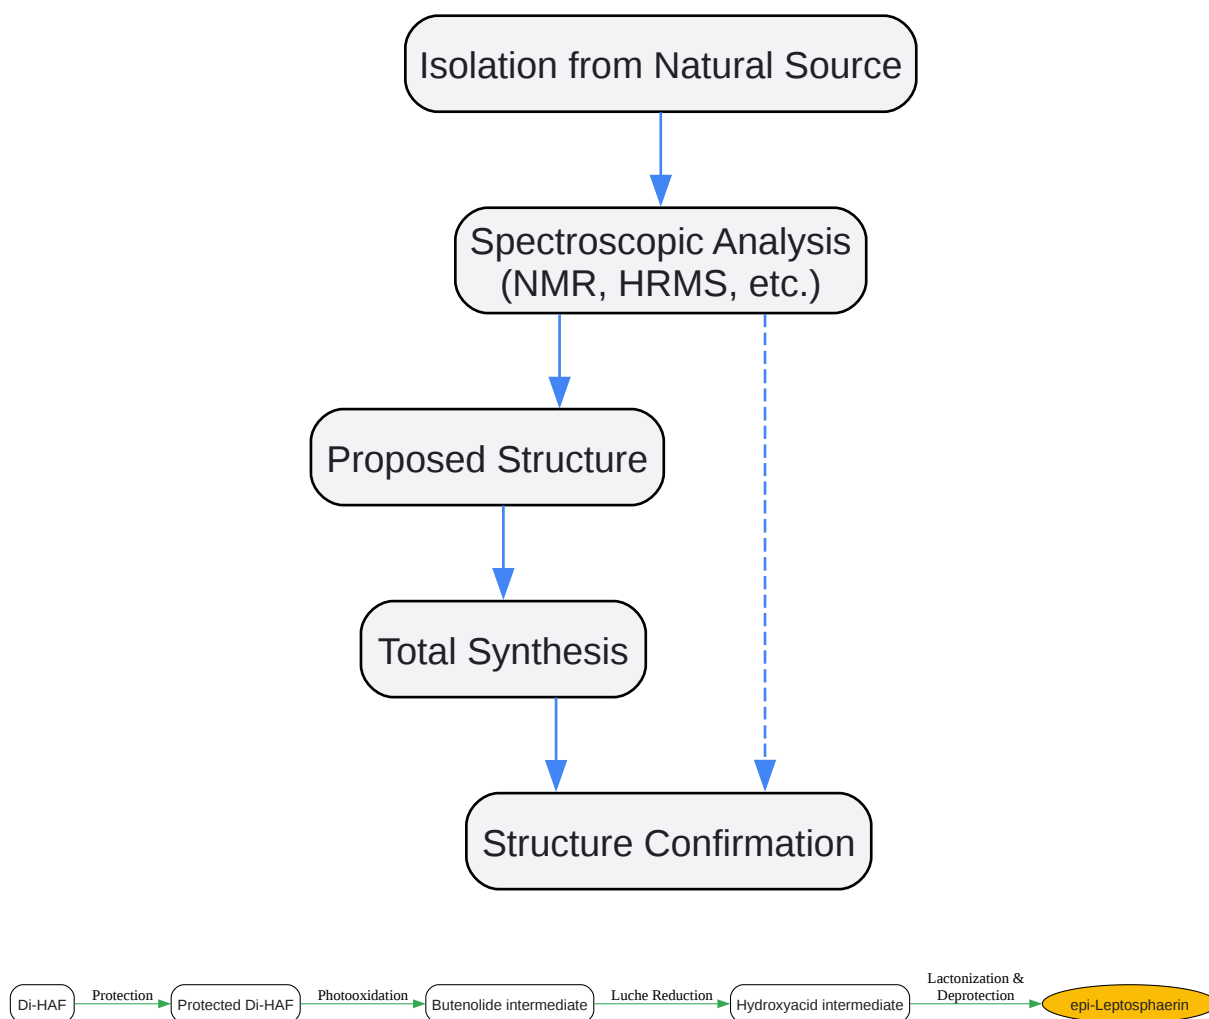 Isolation from Natural Source
Spectroscopic Analysis
(NMR, HRMS, etc.)
Proposed Structure
Total Synthesis
Structure Confirmation
Di-HAF
Protection
Protected Di-HAF
Photooxidation
Butenolide intermediate
Luche Reduction
Hydroxyacid intermediate
Lactonization &
Deprotection
epi-Leptosphaerin